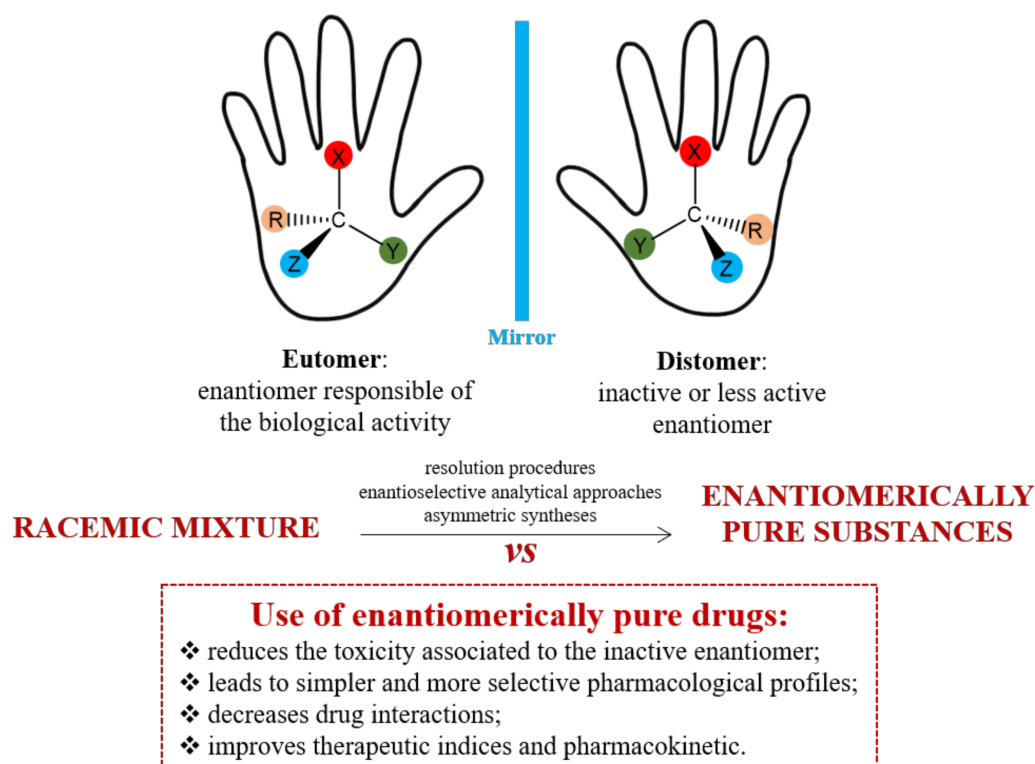 X
R
C
Z
Y
X
C
R
Y
Z
Mirror
Eutomer:
enantiomer responsible of
the biological activity
Distomer:
inactive or less active
enantiomer
RACEMIC MIXTURE
resolution procedures
enantioselective analytical approaches
asymmetric syntheses
vs
ENANTIOMERICALLY
PURE SUBSTANCES
Use of enantiomerically pure drugs:
❖ reduces the toxicity associated to the inactive enantiomer;
❖ leads to simpler and more selective pharmacological profiles;
❖ decreases drug interactions;
❖ improves therapeutic indices and pharmacokinetic.